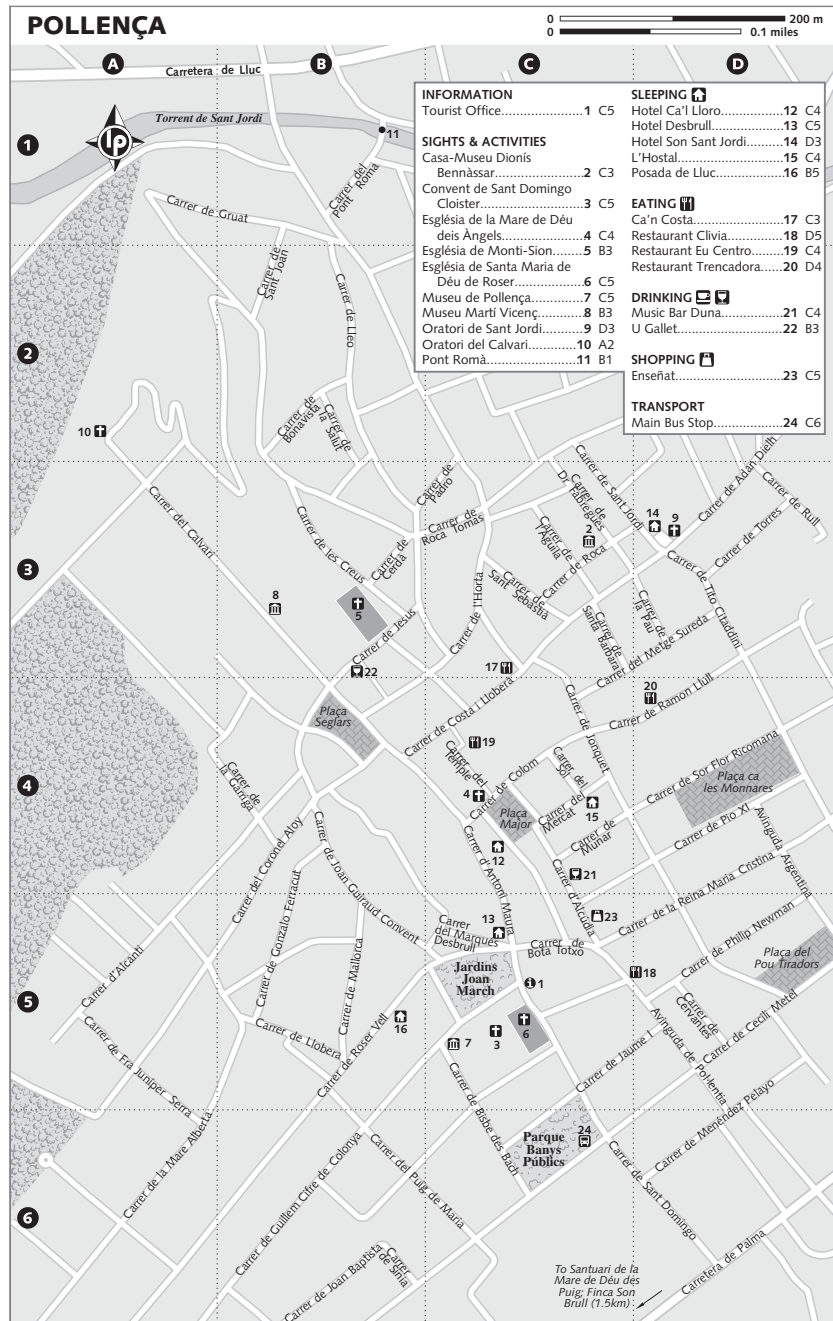 POLLENÇA
0 200 m
0 0.1 miles
A
B
C
D
1
2
3
4
5
6
lp
INFORMATION
Tourist Office 1 C5
SIGHTS & ACTIVITIES
Casa-Museu Dionís
Bennàssar 2 C3
Convent de Sant Domingo
Cloister 3 C5
Església de la Mare de Déu
deis Àngels 4 C4
Església de Monti-Sion 5 B3
Església de Santa Maria de
Déu de Roser 6 C5
Museu de Pollença 7 C5
Museu Martí Vicenç 8 B3
Oratori de Sant Jordi 9 D3
Oratori del Calvari 10 A2
Pont Romà 11 B1
SLEEPING
Hotel Ca'l Lloro 12 C4
Hotel Desbrull 13 C5
Hotel Son Sant Jordi 14 D3
L'Hostal 15 C4
Posada de Lluc 16 B5
EATING
Ca'n Costa 17 C3
Restaurant Clivia 18 D5
Restaurant Eu Centro 19 C4
Restaurant Trencadora 20 D4
DRINKING
Music Bar Duna 21 C4
U Gallet 22 B3
SHOPPING
Enseñat 23 C5
TRANSPORT
Main Bus Stop 24 C6
Carretera de Lluc
Torrent de Sant Jordi
11
Carrer del
Pont Roma
Carrer de Gruat
Carrer de
Sant Joan
Carrer de Lleo
Carrer de
Bonavista
Carrer de
la Salut
10
Carrer del Calvari
Carrer de les Creus
Carrer de
Cerda
Carrer de
Padro
Carrer de
Roca Tomas
Carrer de
l'Aguila
Carrer de
Dr Fabregues
Carrer de Sant Jordi
Carrer de Adan Dielh
Carrer de Rull
Carrer de Torres
14
9
2
Carrer de Roca
Carrer de
Sant Sebastia
Carrer de l'Horta
Carrer de
Santa Barbara
Carrer de
la Pau
Carrer de Tito Citaddini
Carrer del Metge Sureda
8
5
Carrer de Jesus
22
17
20
Carrer de Ramon Llull
Plaça
Seglars
Carrer de Costa i Llobera
19
Carrer del
Temple
Carrer de Jonquet
Carrer de Colom
Carrer del
Sol
4
Plaça
Major
Carrer del
Mercat
15
Carrer de
Munar
Carrer de Sor Flor Ricomana
Plaça ca
les Monnares
Carrer de Pio XI
Avinguda Argentina
Carrer de
la Garriga
Carrer del Coronel Aloy
Carrer de Joan Guiraud Convent
12
Carrer d'Antoni Maura
21
Carrer d'Alcúdia
23
Carrer de la Reina Maria Cristina
Carrer de Gonzalo Ferracut
Carrer de Mallorca
13
Carrer
del Marques
Desbrull
Carrer de
Bota Totxo
Carrer de Philip Newman
Plaça del
Pou Tiradors
Carrer d'Alcanti
Jardins
Joan
March
1
18
Carrer de
Cervantes
Carrer de Cecili Metel
Carrer de Llobera
Carrer de Roser Vell
16
7
3
6
Carrer de Jaume I
Avinguda de Pol·lentia
Carrer de Fra Juniper Serra
Carrer de Bisbe des Bach
Carrer de Menéndez Pelayo
24
Parque
Banys
Públics
Carrer de la Mare Alberta
Carrer de Guillem Cifre de Colonya
Carrer del Puig de Maria
Carrer de Sant Domingo
Carrer de Joan Baptista
Carrer
de Sinia
Carretera de Palma
To Santuari de la
Mare de Déu des
Puig; Finca Son
Brull (1.5km)